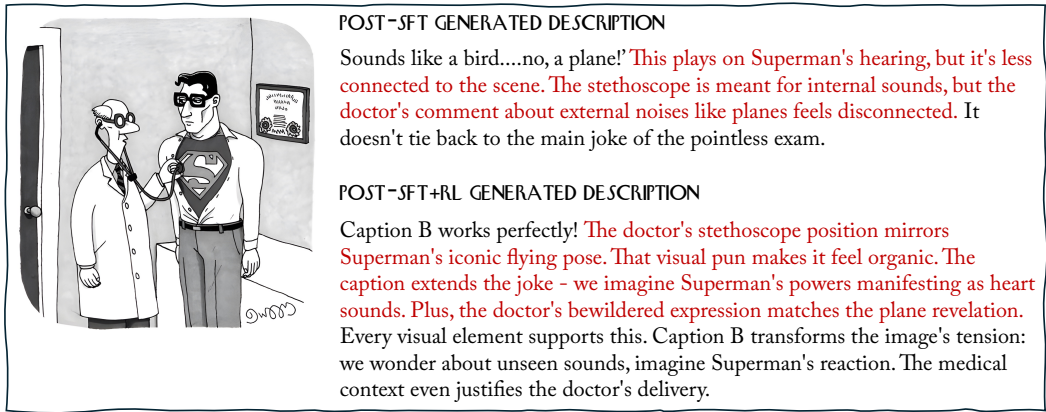 POST-SFT GENERATED DESCRIPTION
Sounds like a bird....no, a plane!' This plays on Superman's hearing, but it's less
connected to the scene. The stethoscope is meant for internal sounds, but the
doctor's comment about external noises like planes feels disconnected. It
doesn't tie back to the main joke of the pointless exam.
POST-SFT+RL GENERATED DESCRIPTION
Caption B works perfectly! The doctor's stethoscope position mirrors
Superman's iconic flying pose. That visual pun makes it feel organic. The
caption extends the joke - we imagine Superman's powers manifesting as heart
sounds. Plus, the doctor's bewildered expression matches the plane revelation.
Every visual element supports this. Caption B transforms the image's tension:
we wonder about unseen sounds, imagine Superman's reaction. The medical
context even justifies the doctor's delivery.
S